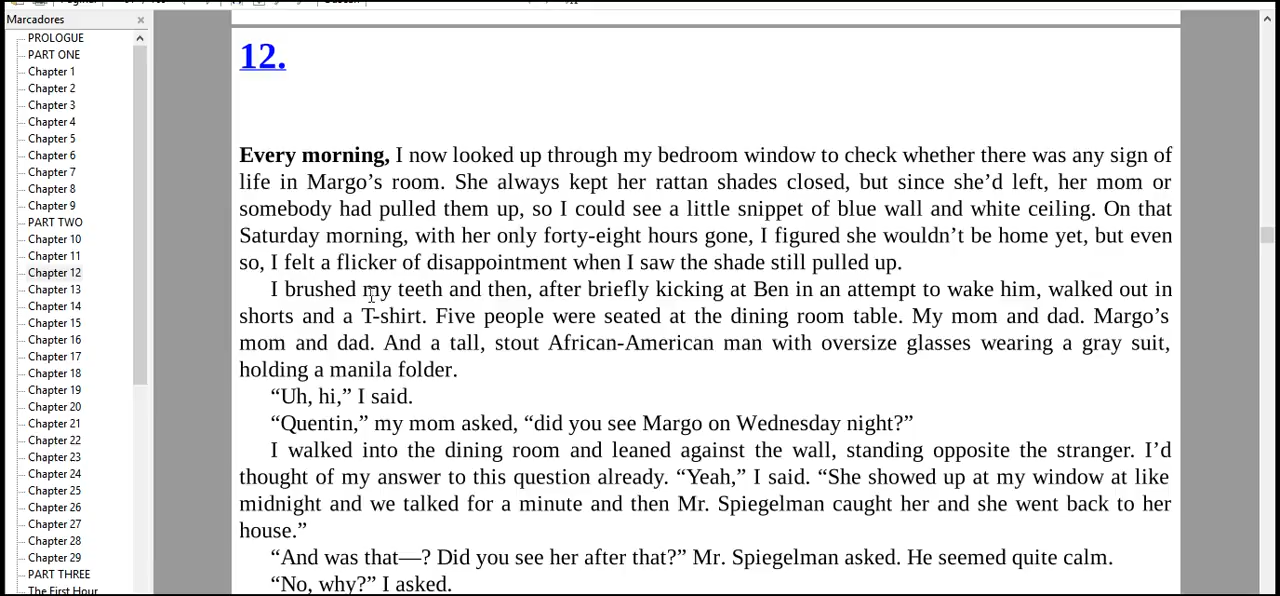 Marcadores
PROLOGUE
PART ONE
Chapter 1
Chapter 2
Chapter 3
Chapter 4
Chapter 5
Chapter 6
Chapter 7
Chapter 8
Chapter 9
PART TWO
Chapter 10
Chapter 11
Chapter 12
Chapter 13
Chapter 14
Chapter 15
Chapter 16
Chapter 17
Chapter 18
Chapter 19
Chapter 20
Chapter 21
Chapter 22
Chapter 23
Chapter 24
Chapter 25
Chapter 26
Chapter 27
Chapter 28
Chapter 29
PART THREE
The First Hour
12.
Every morning, I now looked up through my bedroom window to check whether there was any sign of
life in Margo’s room. She always kept her rattan shades closed, but since she’d left, her mom or
somebody had pulled them up, so I could see a little snippet of blue wall and white ceiling. On that
Saturday morning, with her only forty-eight hours gone, I figured she wouldn’t be home yet, but even
so, I felt a flicker of disappointment when I saw the shade still pulled up.
I brushed my teeth and then, after briefly kicking at Ben in an attempt to wake him, walked out in
shorts and a T-shirt. Five people were seated at the dining room table. My mom and dad. Margo’s
mom and dad. And a tall, stout African-American man with oversize glasses wearing a gray suit,
holding a manila folder.
“Uh, hi,” I said.
“Quentin,” my mom asked, “did you see Margo on Wednesday night?”
I walked into the dining room and leaned against the wall, standing opposite the stranger. I’d
thought of my answer to this question already. “Yeah,” I said. “She showed up at my window at like
midnight and we talked for a minute and then Mr. Spiegelman caught her and she went back to her
house.”
“And was that—? Did you see her after that?” Mr. Spiegelman asked. He seemed quite calm.
“No, why?” I asked.